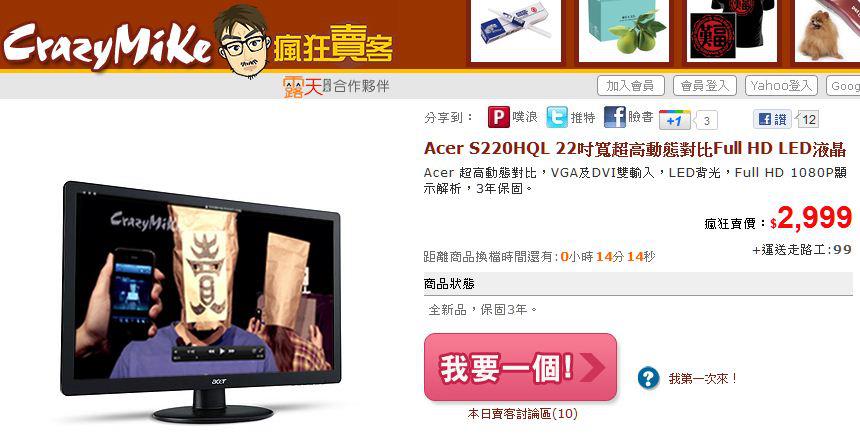 CrazyMike 瘋狂賣客
露天 合作夥伴
加入會員 會員登入 Yahoo登入 Goog
分享到： 噗浪 推特 臉書 +1 3 讚 12
Acer S220HQL 22吋寬超高動態對比Full HD LED液晶
Acer 超高動態對比，VGA及DVI雙輸入，LED背光，Full HD 1080P顯
示解析，3年保固。
瘋狂賣價：$2,999
+運送走路工:99
距離商品換檔時間還有:0小時14分14秒
商品狀態
全新品，保固3年。
我要一個!
我第一次來！
本日賣客討論區(10)
CrazyMike
acer